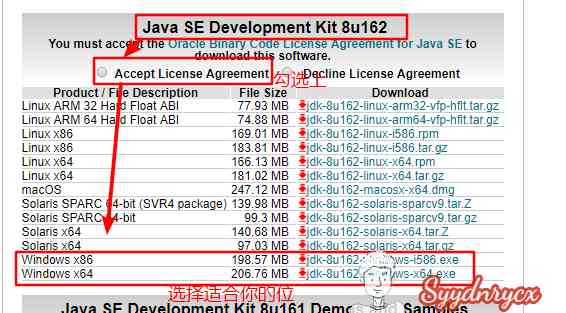 Java SE Development Kit 8u162
You must accept the Oracle Binary Code License Agreement for Java SE to
download this software.
Accept License Agreement Decline License Agreement
勾选上
Product / File Description File Size Download
Linux ARM 32 Hard Float ABI 77.93 MB jdk-8u162-linux-arm32-vfp-hflt.tar.gz
Linux ARM 64 Hard Float ABI 74.88 MB jdk-8u162-linux-arm64-vfp-hflt.tar.gz
Linux x86 169.01 MB jdk-8u162-linux-i586.rpm
Linux x86 183.81 MB jdk-8u162-linux-i586.tar.gz
Linux x64 166.13 MB jdk-8u162-linux-x64.rpm
Linux x64 181.02 MB jdk-8u162-linux-x64.tar.gz
macOS 247.12 MB jdk-8u162-macosx-x64.dmg
Solaris SPARC 64-bit (SVR4 package) 139.98 MB jdk-8u162-solaris-sparcv9.tar.Z
Solaris SPARC 64-bit 99.3 MB jdk-8u162-solaris-sparcv9.tar.gz
Solaris x64 140.68 MB jdk-8u162-solaris-x64.tar.Z
Solaris x64 97.03 MB jdk-8u162-solaris-x64.tar.gz
Windows x86 198.57 MB jdk-8u162-windows-i586.exe
Windows x64 206.76 MB jdk-8u162-windows-x64.exe
选择适合你的位
Syydnrycx
Java SE Development Kit 8u161 Demos and Samples